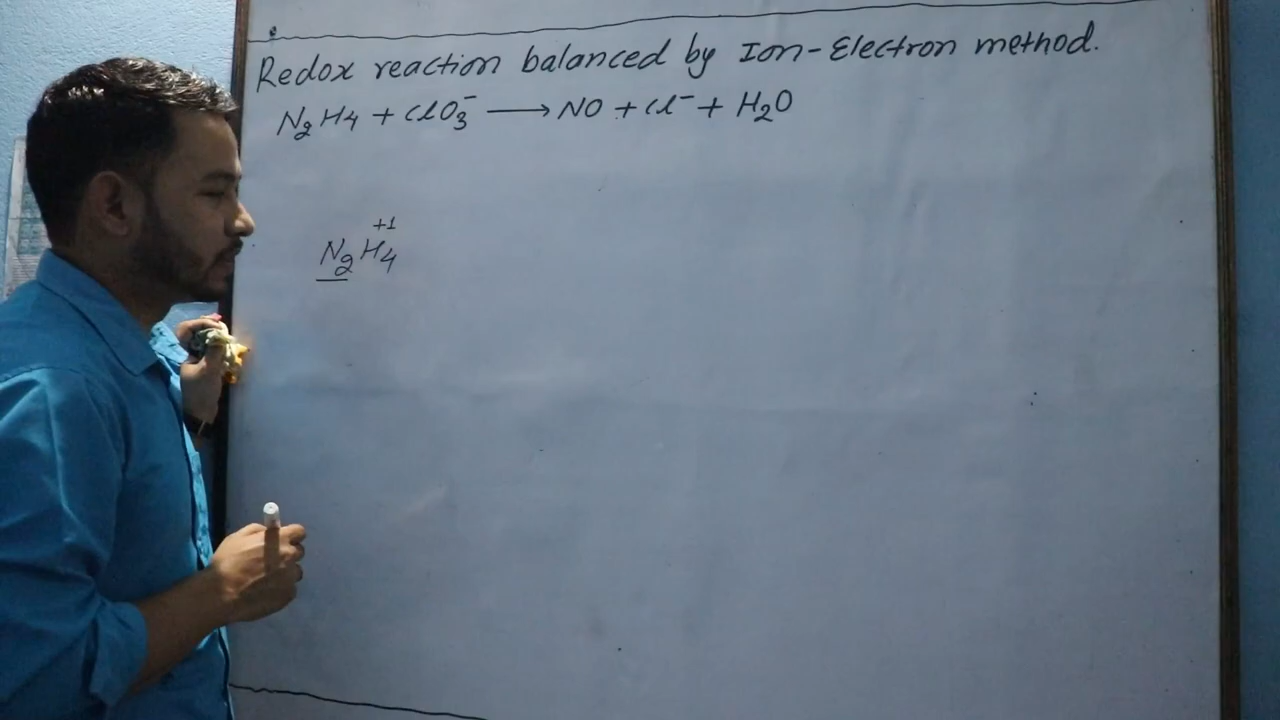 Redox reaction balanced by Ion-Electron method.
N₂H₄ + ClO₃⁻ ⟶ NO + Cl⁻ + H₂O
+1
N₂H₄